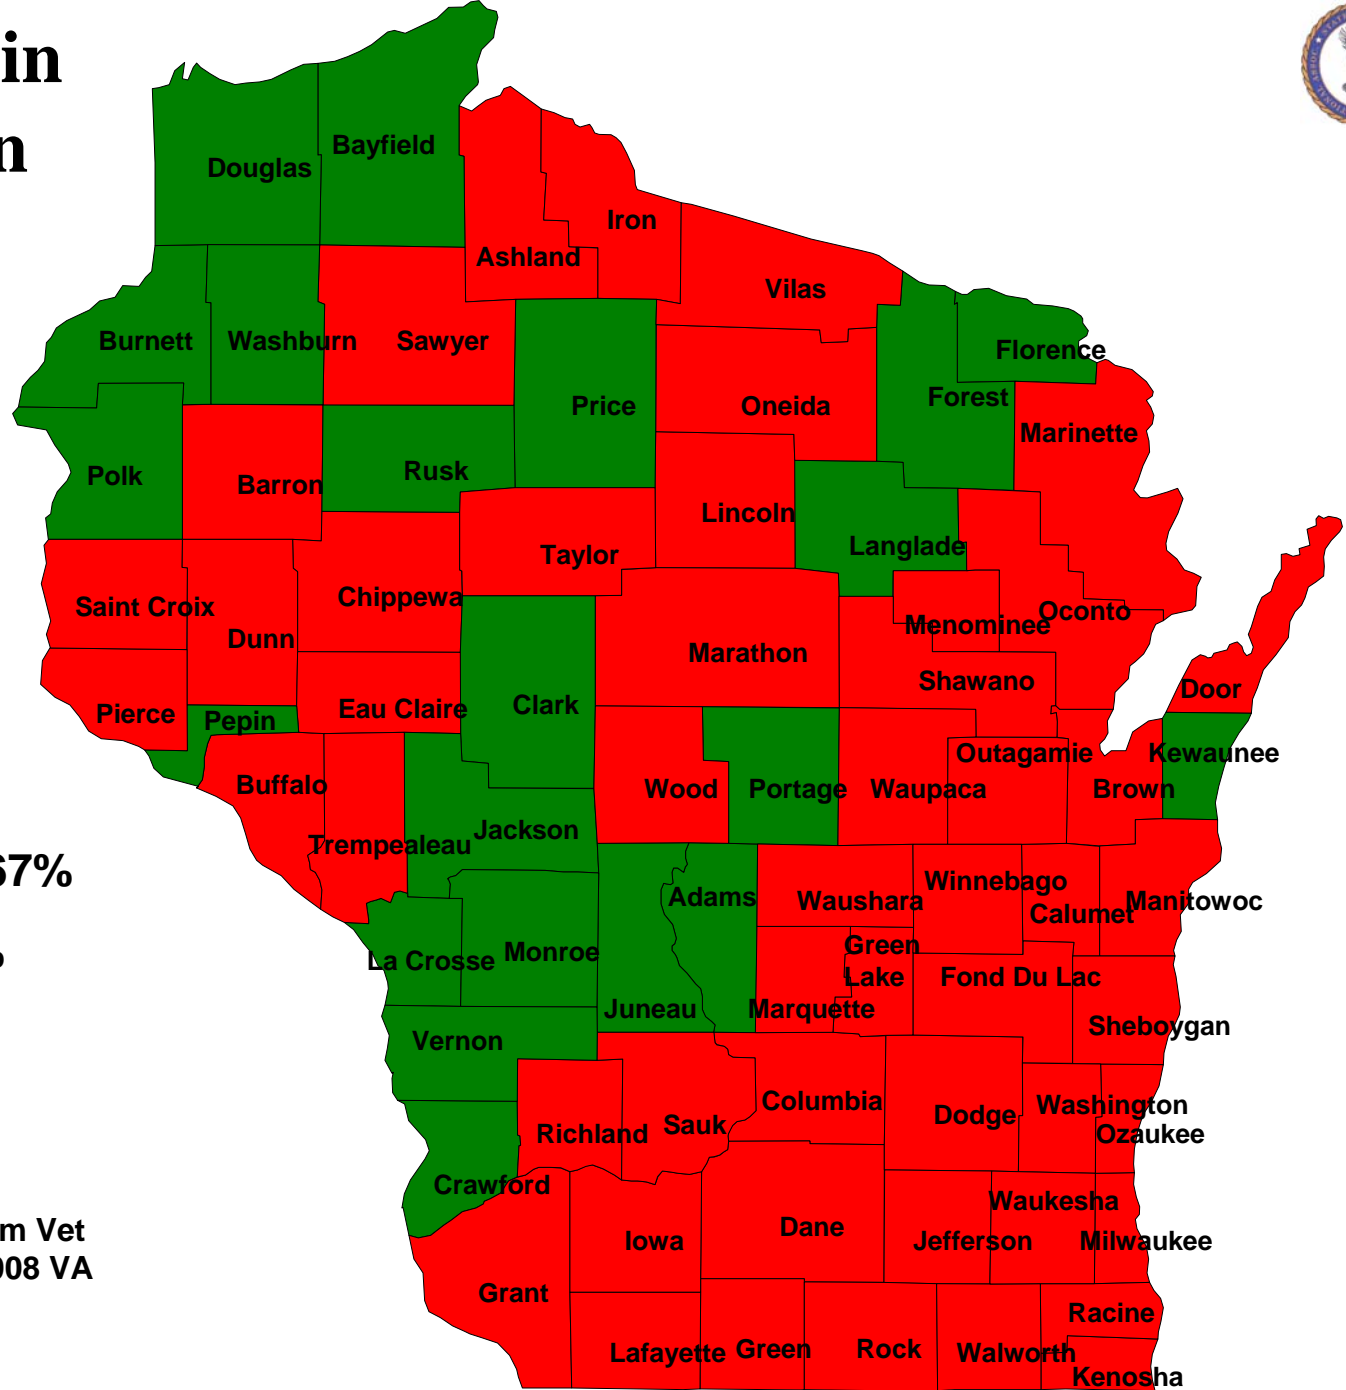 in
n
Bayfield
Douglas
Iron
Ashland
Vilas
Burnett
Washburn
Sawyer
Florence
Forest
Price
Oneida
Marinette
Rusk
Polk
Barron
Lincoln
Langlade
Taylor
Chippewa
Saint Croix
Oconto
Menominee
Dunn
Marathon
Shawano
Door
Clark
Eau Claire
Pierce
Pepin
Outagamie
Kewaunee
Buffalo
Wood
Portage
Waupaca
Brown
Jackson
Trempealeau
67%
Winnebago
Adams
Waushara
Manitowoc
Calumet
Green
Lake
Monroe
La Crosse
Fond Du Lac
Juneau
Marquette
Sheboygan
Vernon
Columbia
Washington
Dodge
Sauk
Richland
Ozaukee
Crawford
Waukesha
Dane
m Vet
Iowa
Jefferson
Milwaukee
008 VA
Grant
Racine
Lafayette
Green
Rock
Walworth
Kenosha